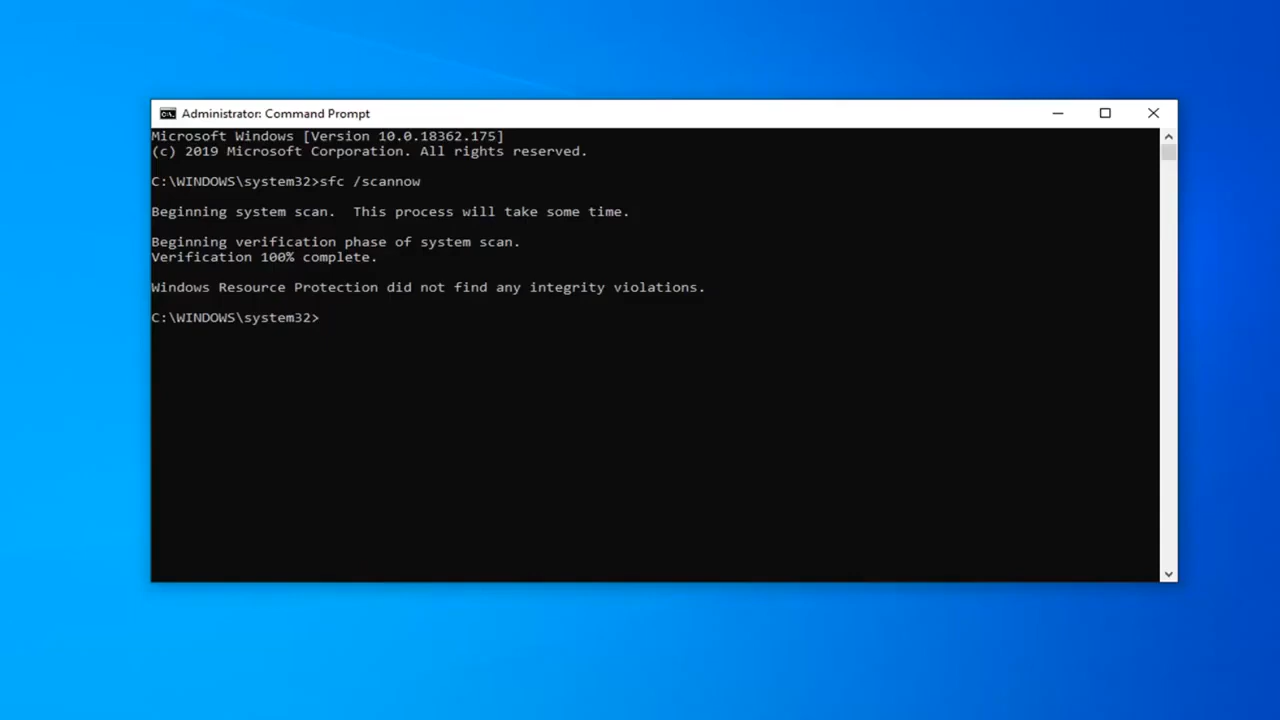 Administrator: Command Prompt
Microsoft Windows [Version 10.0.18362.175]
(c) 2019 Microsoft Corporation. All rights reserved.
C:\WINDOWS\system32>sfc /scannow
Beginning system scan.  This process will take some time.
Beginning verification phase of system scan.
Verification 100% complete.
Windows Resource Protection did not find any integrity violations.
C:\WINDOWS\system32>